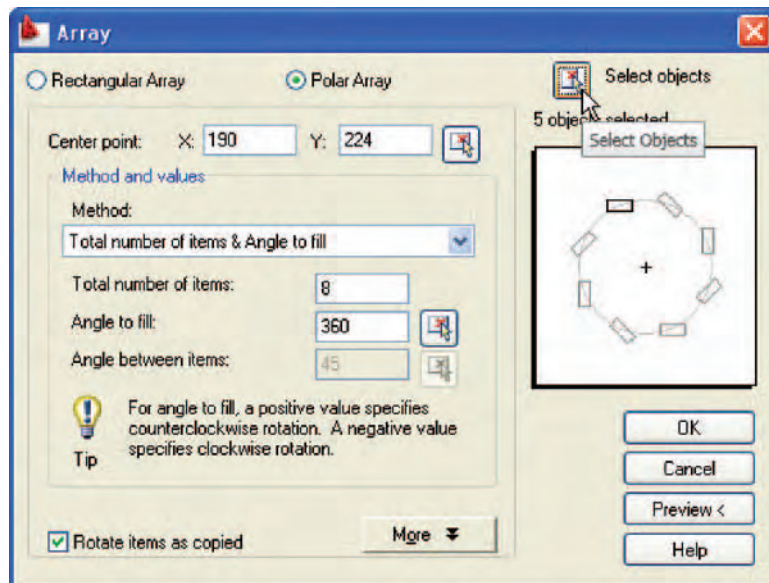 Array
Rectangular Array
Polar Array
Select objects
5 objects selected
Select Objects
Center point: X: 190 Y: 224
Method and values
Method:
Total number of items & Angle to fill
Total number of items: 8
Angle to fill: 360
Angle between items: 45
For angle to fill, a positive value specifies
counterclockwise rotation. A negative value
specifies clockwise rotation.
Tip
Rotate items as copied
More
OK
Cancel
Preview <
Help